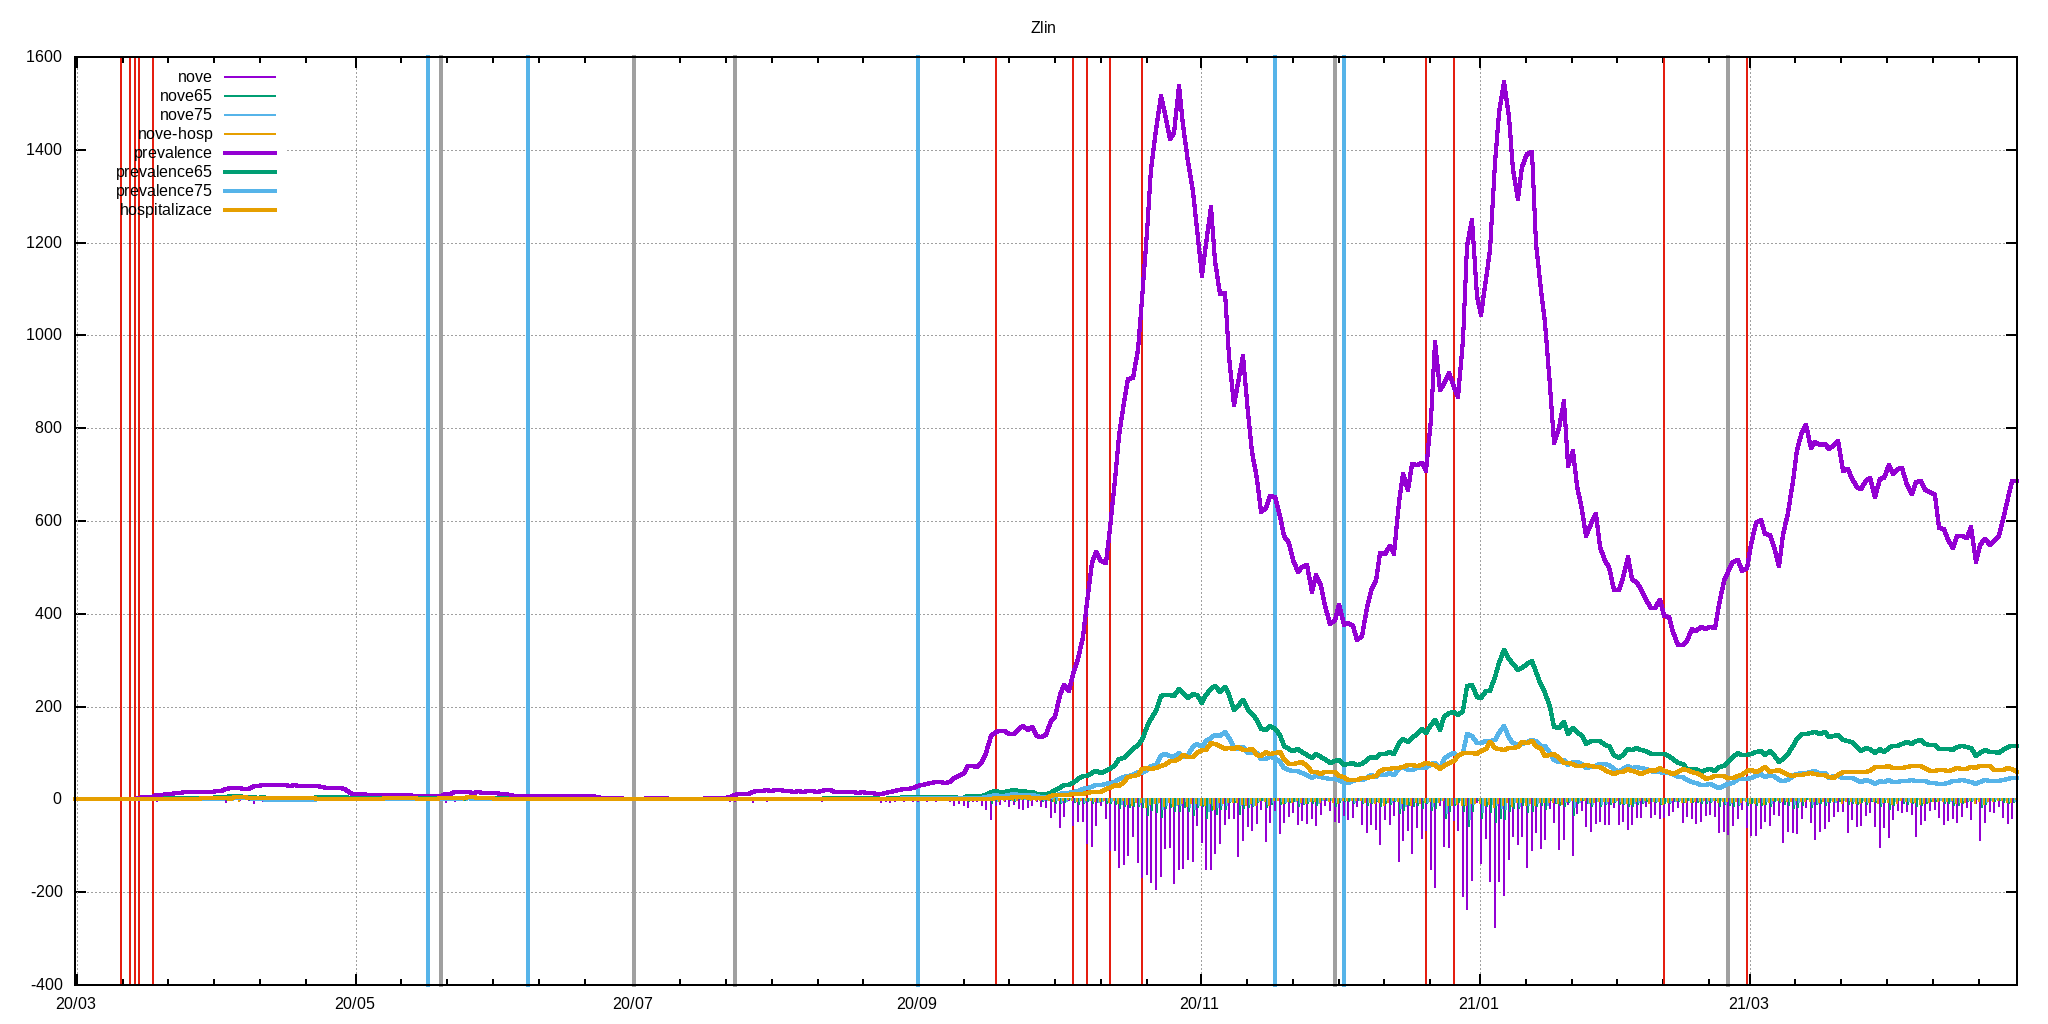 Zlin
1600
1400
1200
1000
800
600
400
200
0
-200
-400
nove
nove65
nove75
nove-hosp
prevalence
prevalence65
prevalence75
hospitalizace
20/03 20/05 20/07 20/09 20/11 21/01 21/03